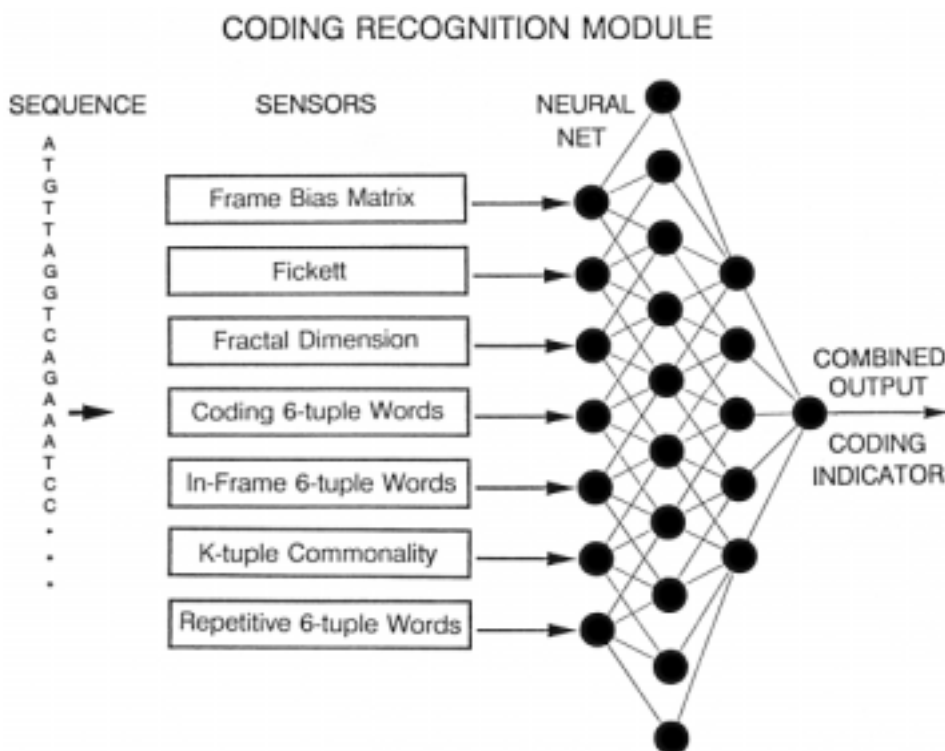 CODING RECOGNITION MODULE
SEQUENCE
SENSORS
NEURAL
NET
A
T
G
T
T
A
G
G
T
C
A
G
A
A
A
T
C
C
.
.
.
Frame Bias Matrix
Fickett
Fractal Dimension
Coding 6-tuple Words
In-Frame 6-tuple Words
K-tuple Commonality
Repetitive 6-tuple Words
COMBINED
OUTPUT
CODING
INDICATOR